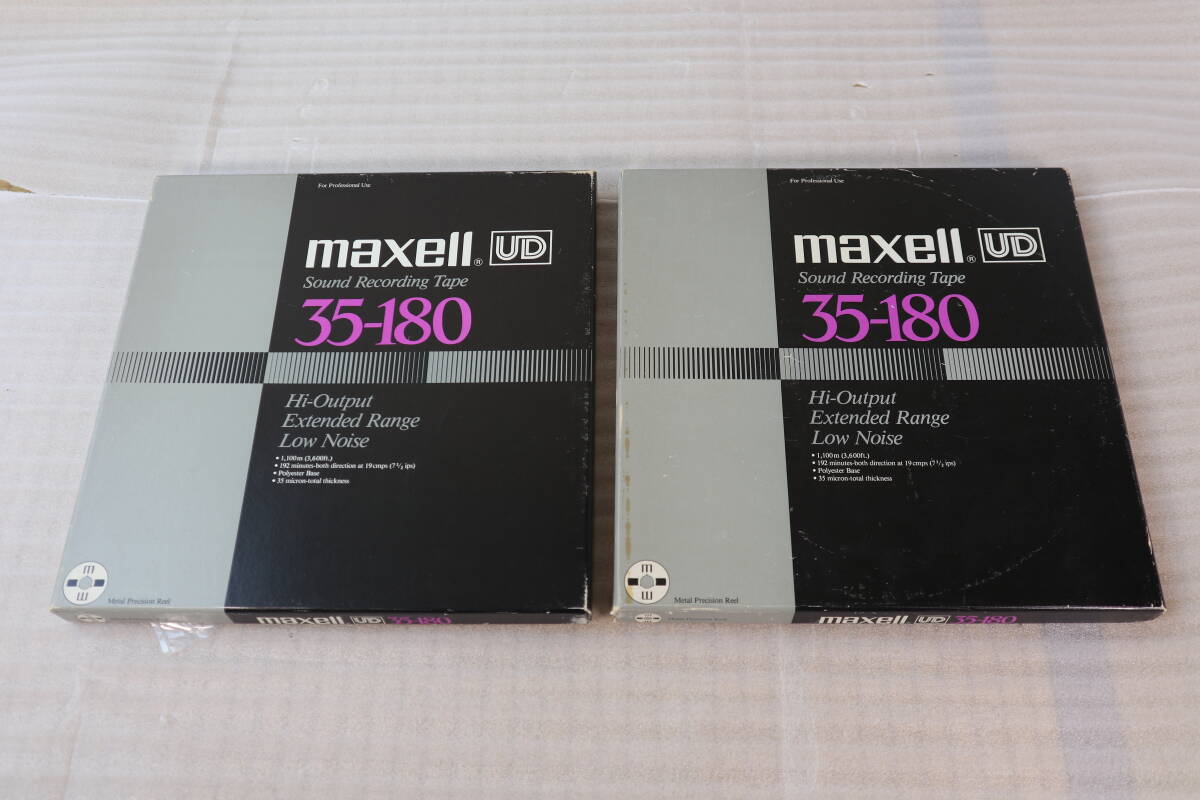 For Professional Use
maxell® UD
Sound Recording Tape
35-180
Hi-Output
Extended Range
Low Noise
• 1,100m (3,600ft.)
• 192 minutes-both direction at 19cmps (7 1/2 ips)
• Polyester Base
• 35 micron-total thickness
m
m
Metal Precision Reel
maxell UD 35-180
For Professional Use
maxell® UD
Sound Recording Tape
35-180
Hi-Output
Extended Range
Low Noise
• 1,100m (3,600ft.)
• 192 minutes-both direction at 19cmps (7 1/2 ips)
• Polyester Base
• 35 micron-total thickness
m
m
Metal Precision Reel
maxell UD 35-180